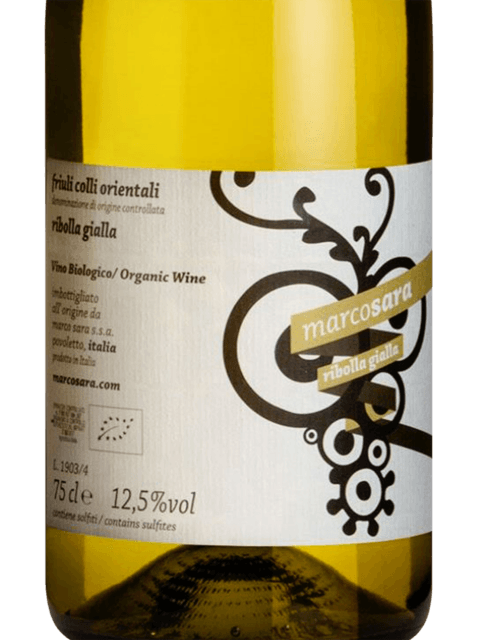 friuli colli orientali
denominazione di origine controllata
ribolla gialla
Vino Biologico/ Organic Wine
imbottigliato
all'origine da
marco sara s.s.a.
povoletto, italia
prodotto in Italia
marcosara.com
L. 1903/4
75 cl e 12,5%vol
contiene solfiti / contains sulfites
marcosara
ribolla gialla